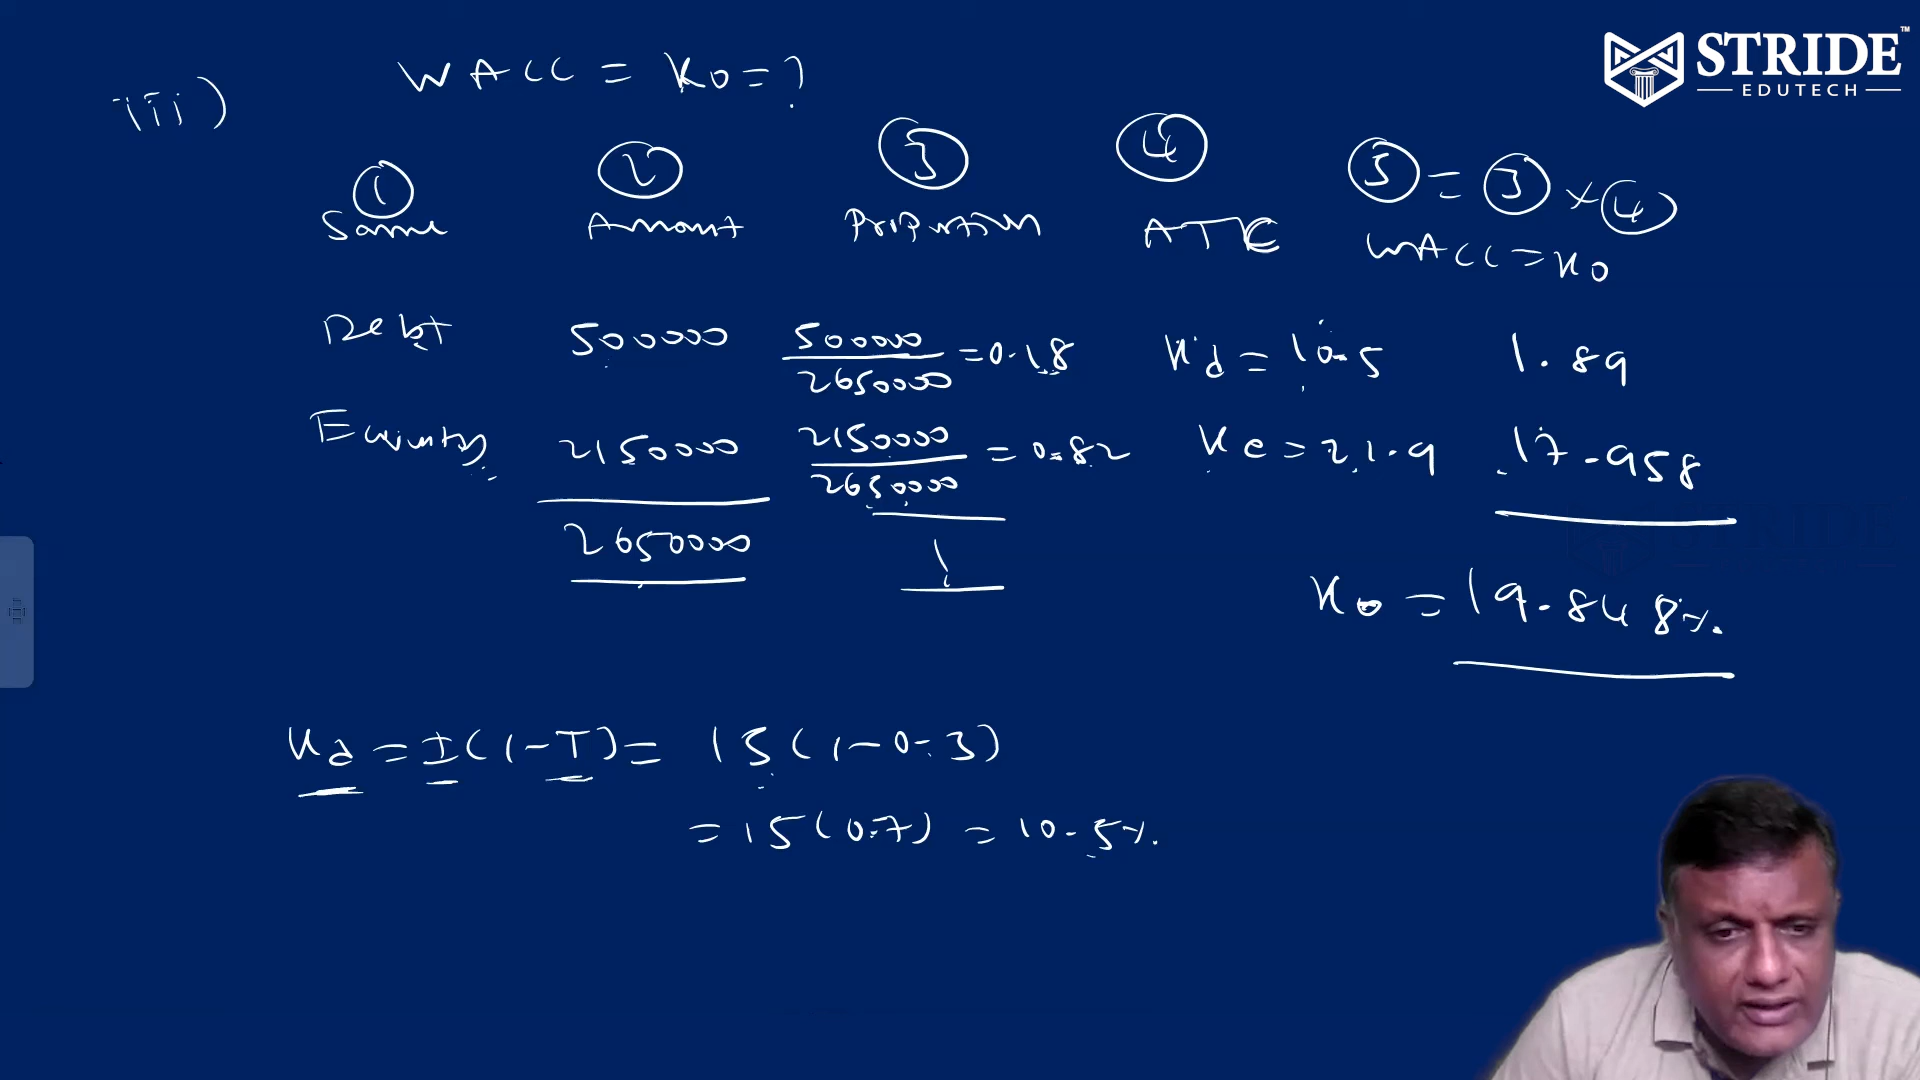 STRIDE™
EDUTECH
iii) WACC = Ko = ?
① ② ③ ④ ⑤ = ③ × ④
Amount Proportion ATC WACC = Ko
Debt 500000 500000/2650000 = 0.18 Kd = 10.5 1.89
Equity 2150000 2150000/2650000 = 0.82 Ke = 21.9 17.958
2650000 1
Ko = 19.848%
Kd = I(1-T) = 15(1-0.3)
= 15(0.7) = 10.5%